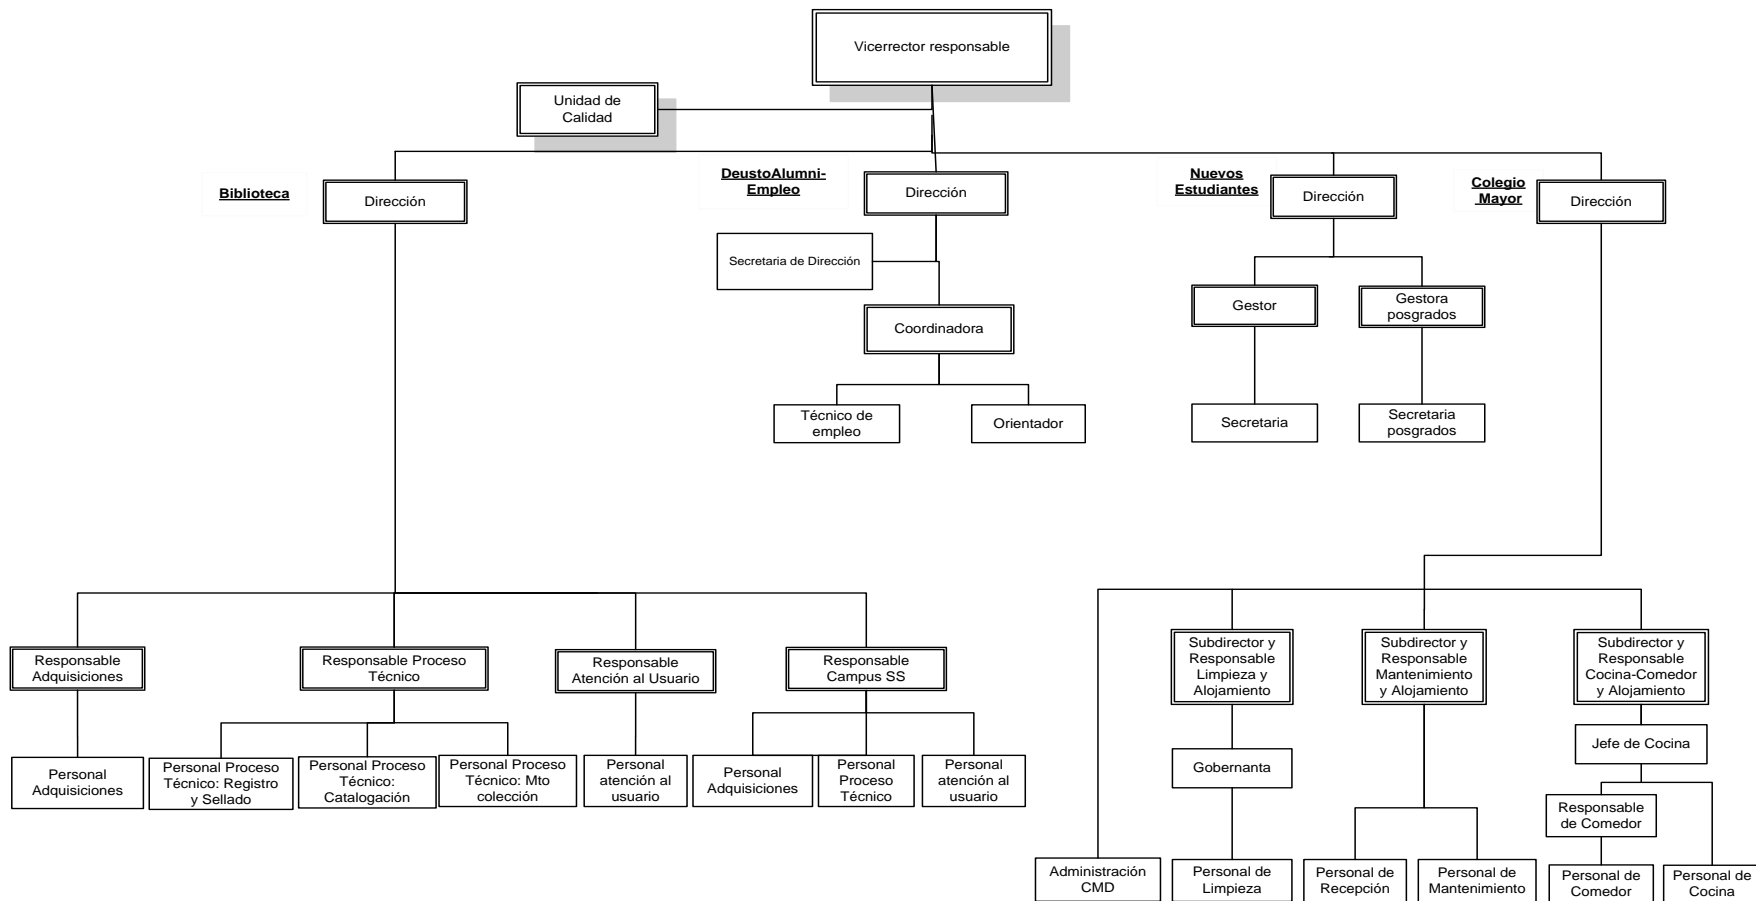 Vicerrector responsable
Unidad de
Calidad
Biblioteca
Dirección
DeustoAlumni-
Empleo
Dirección
Nuevos
Estudiantes
Dirección
Colegio
Mayor
Dirección
Secretaria de Dirección
Coordinadora
Técnico de
empleo
Orientador
Gestor
Gestora
posgrados
Secretaria
Secretaria
posgrados
Responsable
Adquisiciones
Responsable Proceso
Técnico
Responsable
Atención al Usuario
Responsable
Campus SS
Subdirector y
Responsable
Limpieza y
Alojamiento
Subdirector y
Responsable
Mantenimiento
y Alojamiento
Subdirector y
Responsable
Cocina-Comedor
y Alojamiento
Personal
Adquisiciones
Personal Proceso
Técnico: Registro
y Sellado
Personal Proceso
Técnico:
Catalogación
Personal Proceso
Técnico: Mto
colección
Personal
atención al
usuario
Personal
Adquisiciones
Personal
Proceso
Técnico
Personal
atención al
usuario
Gobernanta
Jefe de Cocina
Responsable
de Comedor
Administración
CMD
Personal de
Limpieza
Personal de
Recepción
Personal de
Mantenimiento
Personal de
Comedor
Personal de
Cocina